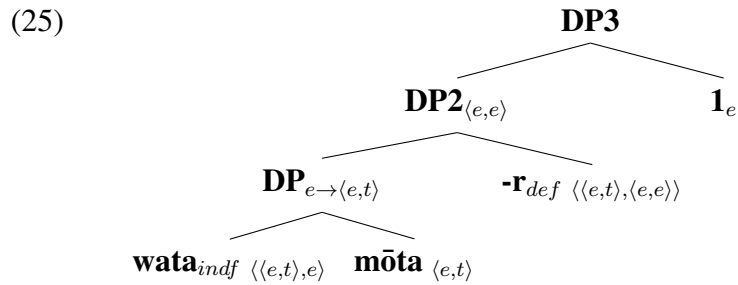 (25) DP3
DP2⟨e,e⟩ 1e
DPe→⟨e,t⟩ -rdef ⟨⟨e,t⟩,⟨e,e⟩⟩
wataindf ⟨⟨e,t⟩,e⟩ mōta ⟨e,t⟩